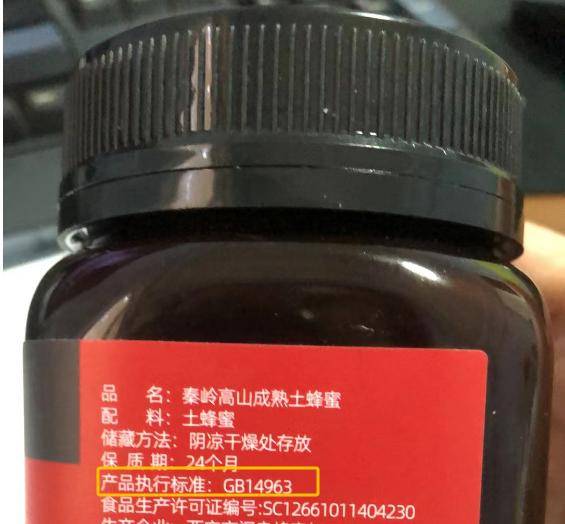 品 名：秦岭高山成熟土蜂蜜
配 料：土蜂蜜
储藏方法：阴凉干燥处存放
保 质 期：24个月
产品执行标准：GB14963
食品生产许可证编号:SC12661011404230